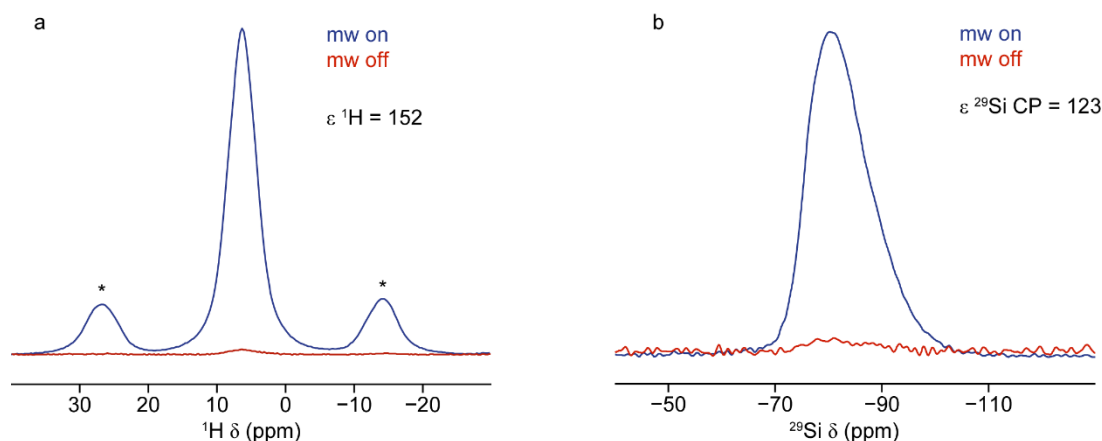 a
mw on
mw off
ε ¹H = 152
*
*
30 20 10 0 −10 −20
¹H δ (ppm)
b
mw on
mw off
ε ²⁹Si CP = 123
−50 −70 −90 −110
²⁹Si δ (ppm)